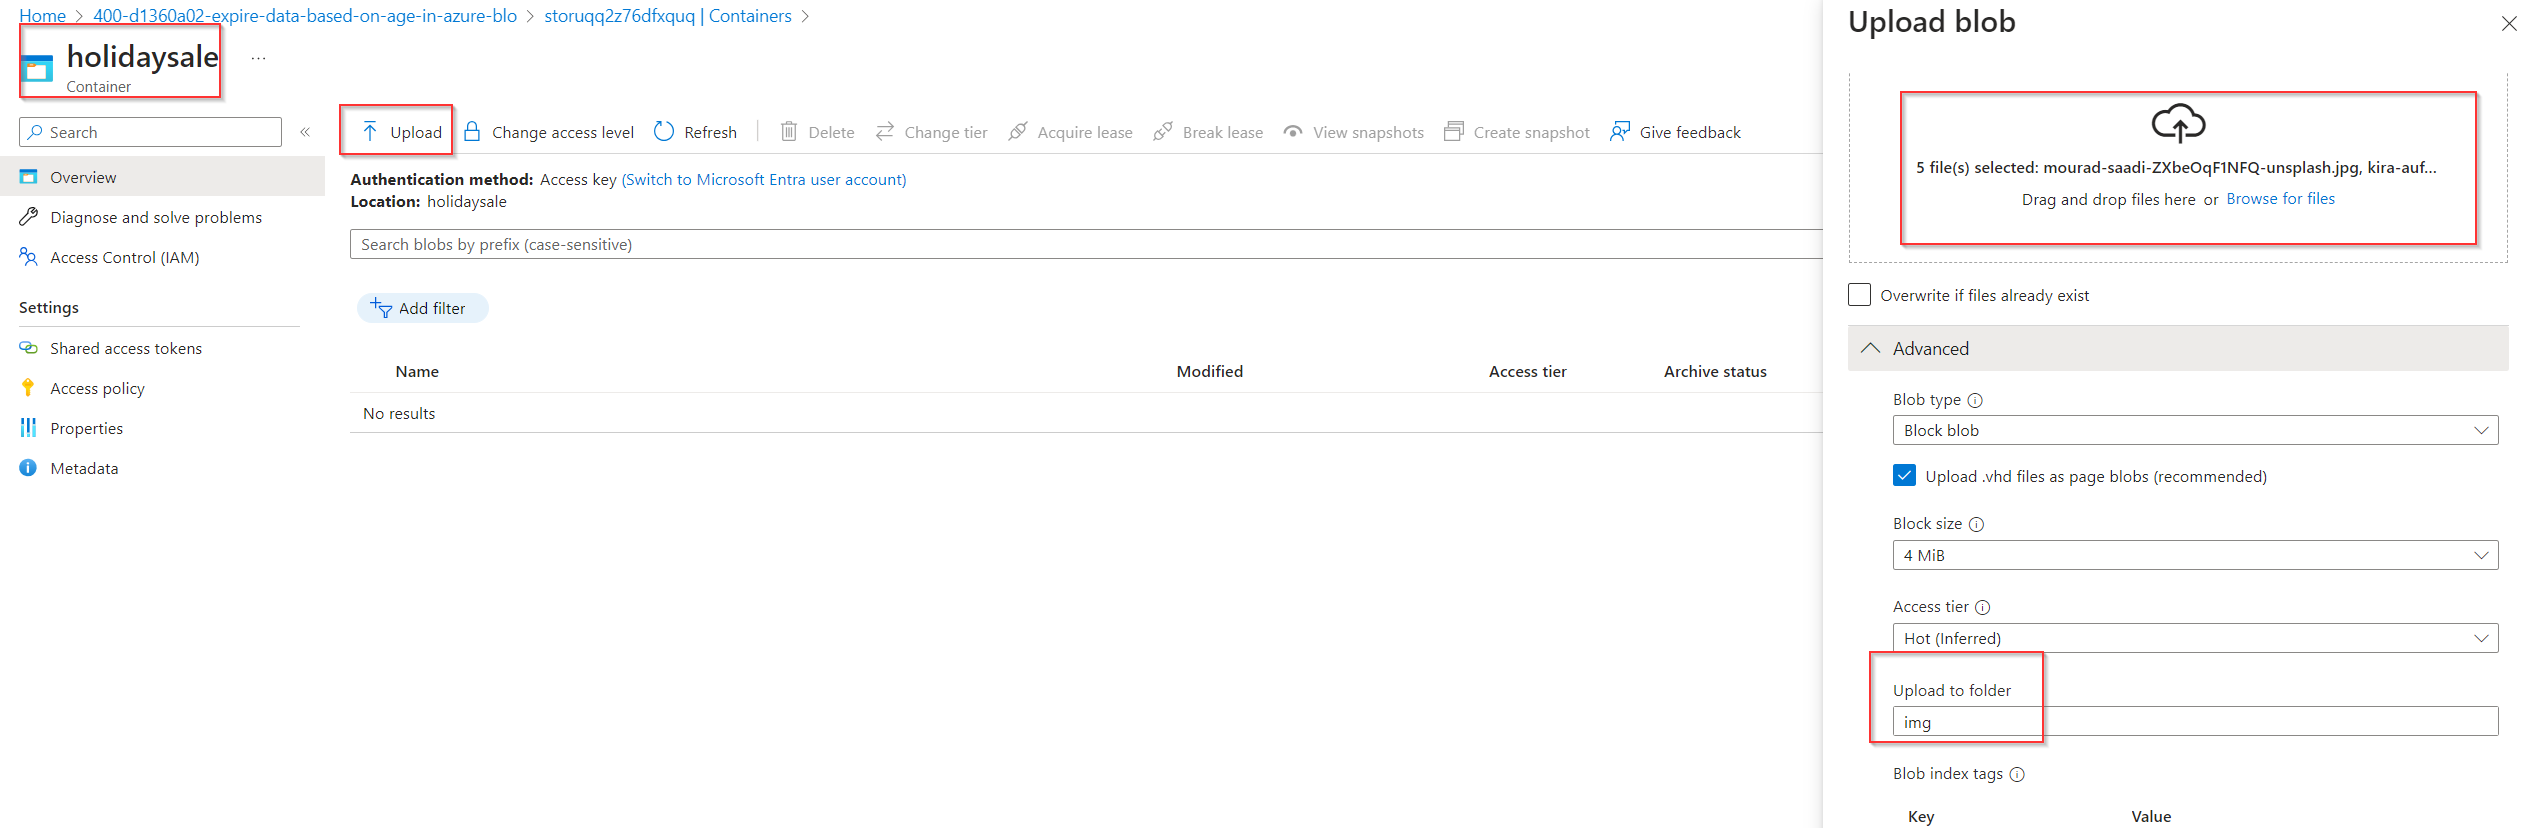 Home > 400-d1360a02-expire-data-based-on-age-in-azure-blo > storuqq2z76dfxquq | Containers >
holidaysale ...
Container
Search «
Overview
Diagnose and solve problems
Access Control (IAM)
Settings
Shared access tokens
Access policy
Properties
Metadata
Upload Change access level Refresh Delete Change tier Acquire lease Break lease View snapshots Create snapshot Give feedback
Authentication method: Access key (Switch to Microsoft Entra user account)
Location: holidaysale
Search blobs by prefix (case-sensitive)
Add filter
Name Modified Access tier Archive status
No results
Upload blob
5 file(s) selected: mourad-saadi-ZXbeOqF1NFQ-unsplash.jpg, kira-auf...
Drag and drop files here or Browse for files
Overwrite if files already exist
Advanced
Blob type
Block blob
Upload .vhd files as page blobs (recommended)
Block size
4 MiB
Access tier
Hot (Inferred)
Upload to folder
img
Blob index tags
Key Value